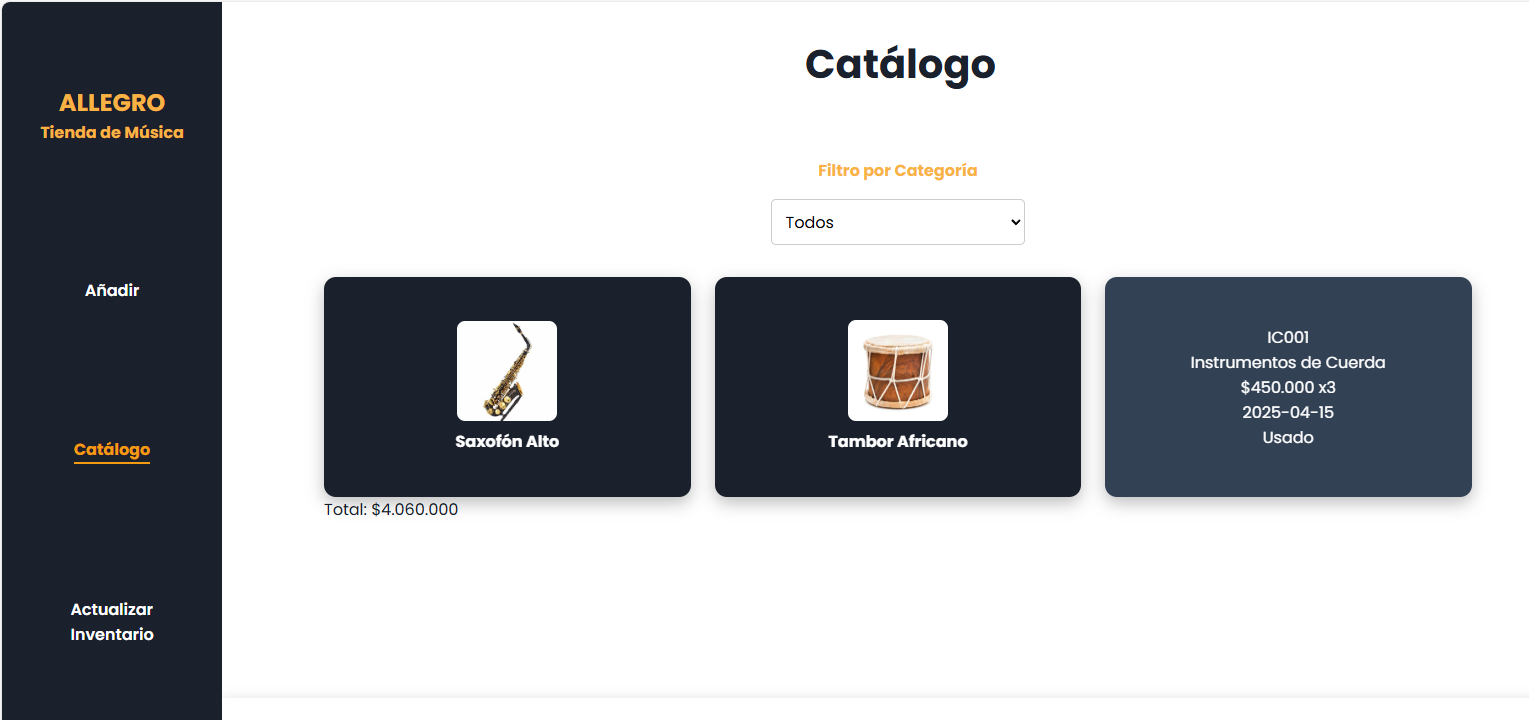 ALLEGRO
Tienda de Música
Añadir
Catálogo
Actualizar
Inventario
Catálogo
Filtro por Categoría
Todos
Saxofón Alto
Tambor Africano
IC001
Instrumentos de Cuerda
$450.000 x3
2025-04-15
Usado
Total: $4.060.000